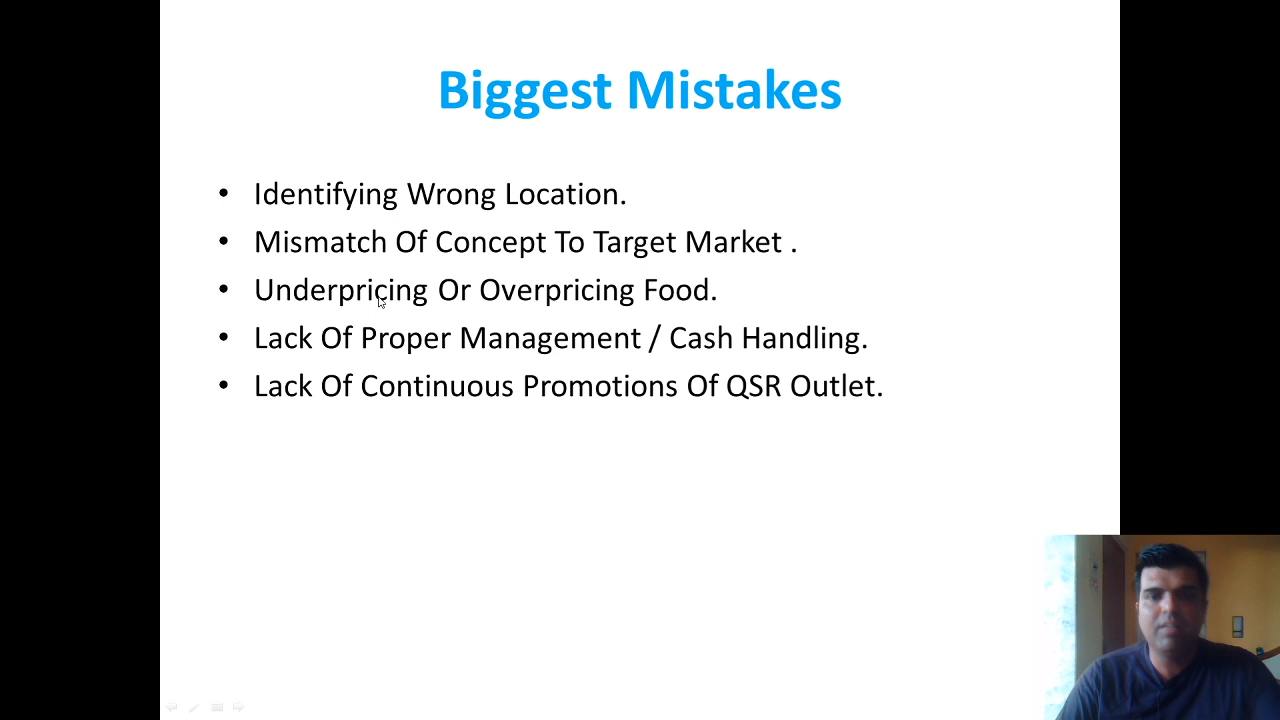 Biggest Mistakes
• Identifying Wrong Location.
• Mismatch Of Concept To Target Market .
• Underpricing Or Overpricing Food.
• Lack Of Proper Management / Cash Handling.
• Lack Of Continuous Promotions Of QSR Outlet.